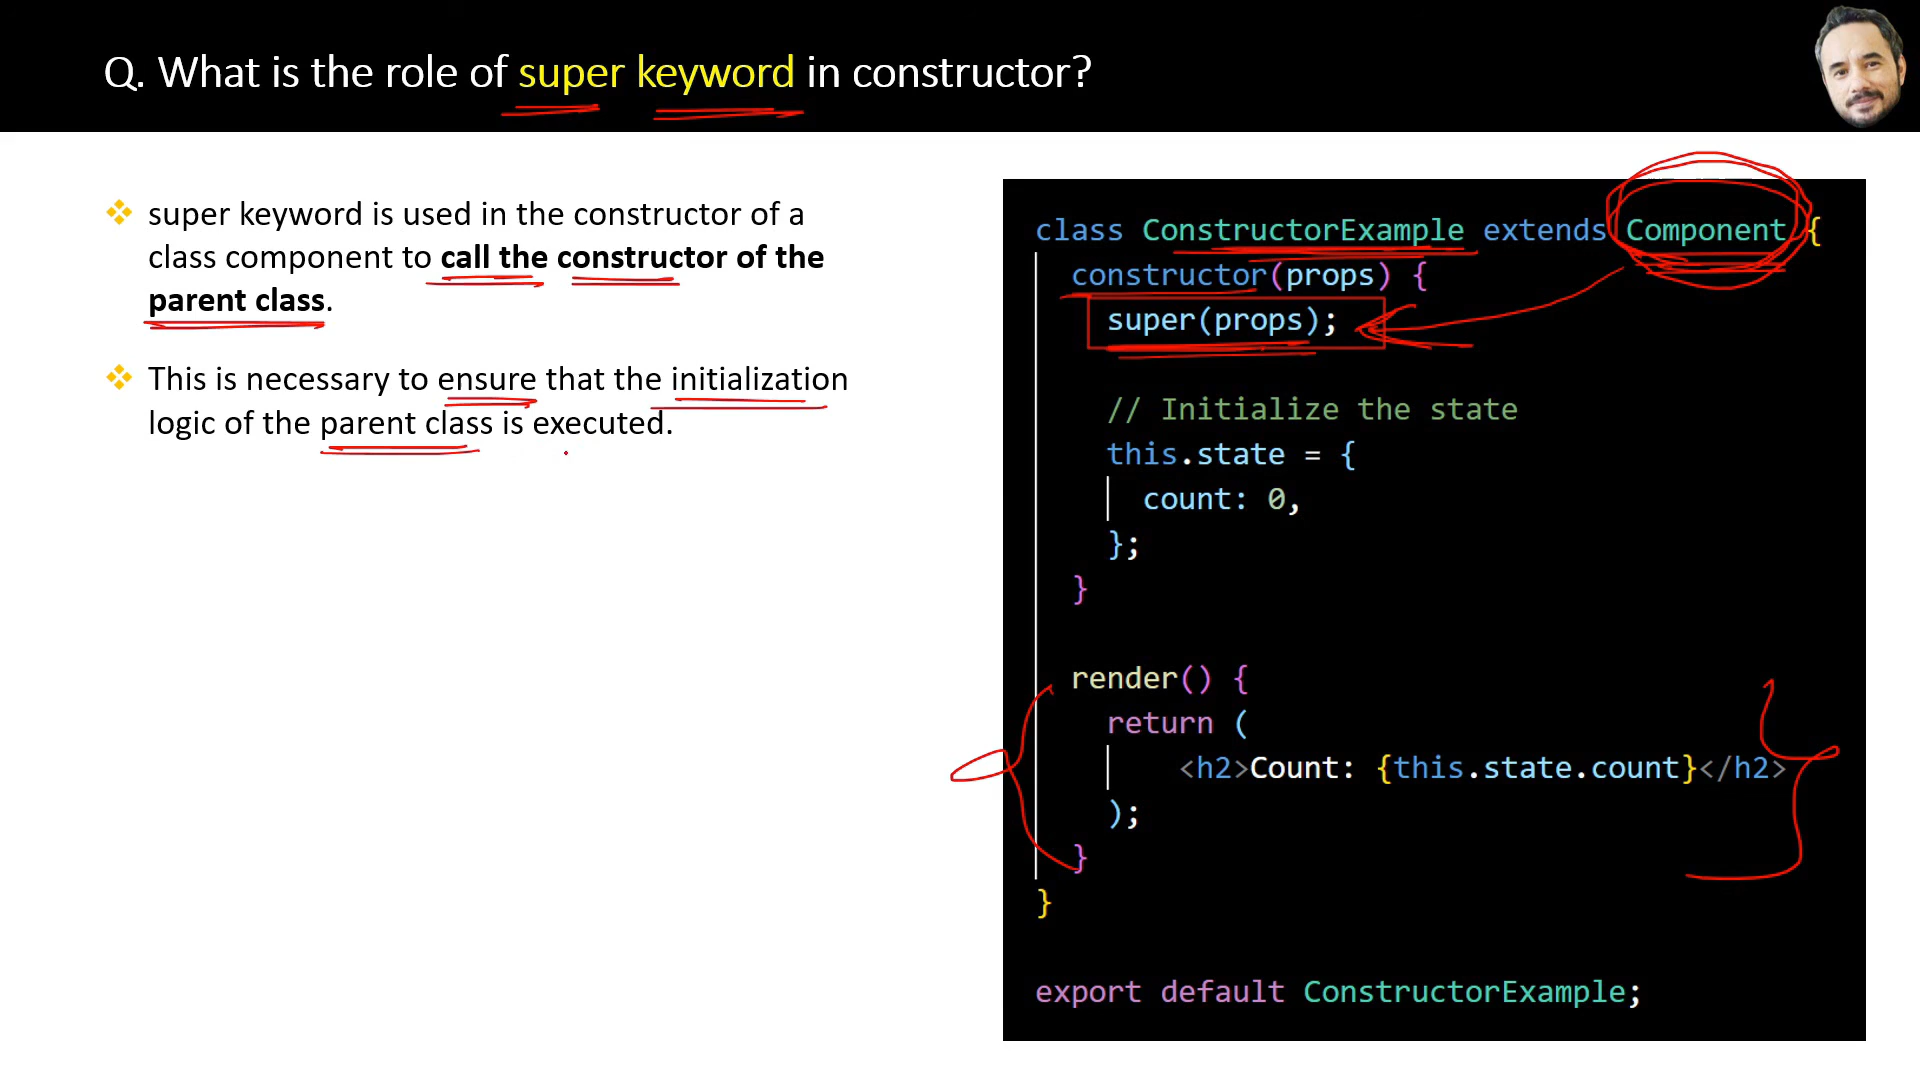 Q. What is the role of super keyword in constructor?
super keyword is used in the constructor of a
class component to call the constructor of the
parent class.
This is necessary to ensure that the initialization
logic of the parent class is executed.
class ConstructorExample extends Component {
constructor(props) {
super(props);
// Initialize the state
this.state = {
count: 0,
};
}
render() {
return (
<h2>Count: {this.state.count}</h2>
);
}
}
export default ConstructorExample;